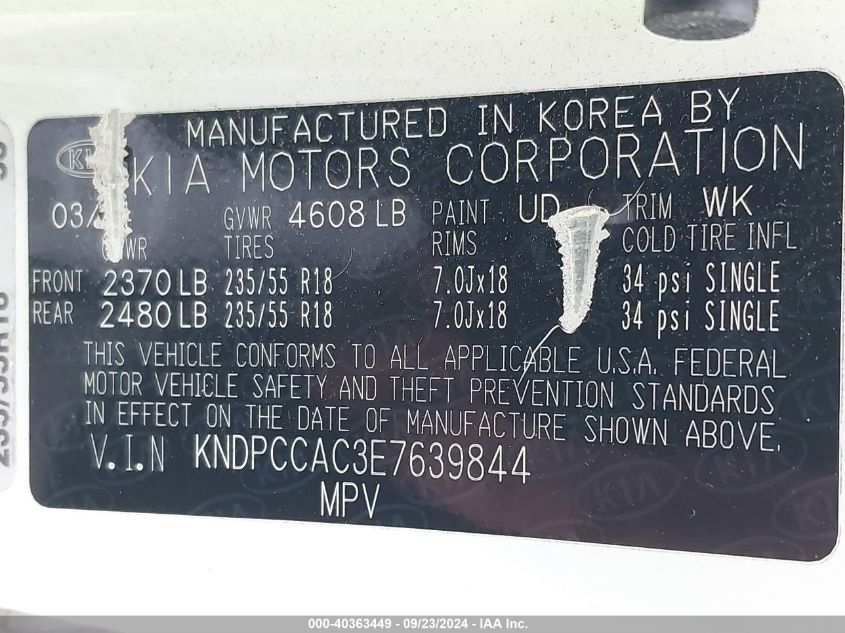 MANUFACTURED IN KOREA BY
KIA KIA MOTORS CORPORATION
03/ GVWR 4608 LB PAINT UD TRIM WK
TIRES RIMS COLD TIRE INFL
FRONT 2370 LB 235/55 R18 7.0Jx18 34 psi SINGLE
REAR 2480 LB 235/55 R18 7.0Jx18 34 psi SINGLE
THIS VEHICLE CONFORMS TO ALL APPLICABLE U.S.A. FEDERAL
MOTOR VEHICLE SAFETY AND THEFT PREVENTION STANDARDS
IN EFFECT ON THE DATE OF MANUFACTURE SHOWN ABOVE.
V.I.N KNDPCCAC3E7639844
MPV
KIA
000-40363449 - 09/23/2024 - IAA Inc.